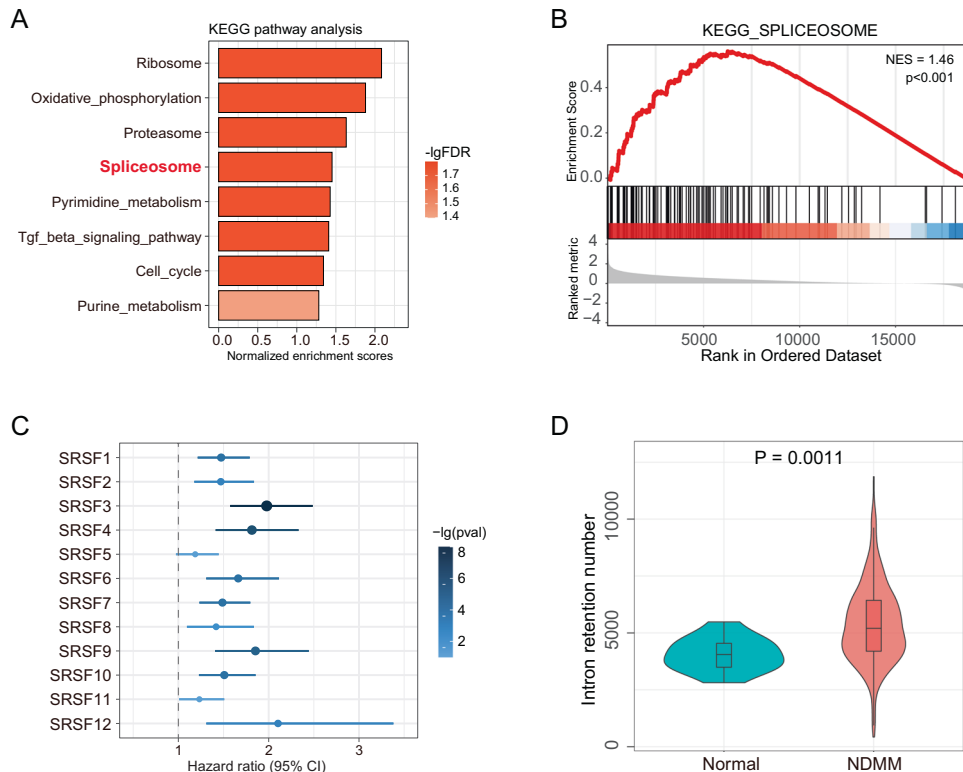 A
KEGG pathway analysis
Ribosome
Oxidative_phosphorylation
Proteasome
Spliceosome
Pyrimidine_metabolism
Tgf_beta_signaling_pathway
Cell_cycle
Purine_metabolism
0.0 0.5 1.0 1.5 2.0
Normalized enrichment scores
-lgFDR
1.7
1.6
1.5
1.4
B
KEGG_SPLICEOSOME
NES = 1.46
p<0.001
Enrichment Score
0.4
0.2
0.0
Ranked metric
4
2
0
−2
−4
5000 10000 15000
Rank in Ordered Dataset
C
SRSF1
SRSF2
SRSF3
SRSF4
SRSF5
SRSF6
SRSF7
SRSF8
SRSF9
SRSF10
SRSF11
SRSF12
1 2 3
Hazard ratio (95% CI)
−lg(pval)
8
6
4
2
D
P = 0.0011
Intron retention number
10000
5000
0
Normal NDMM